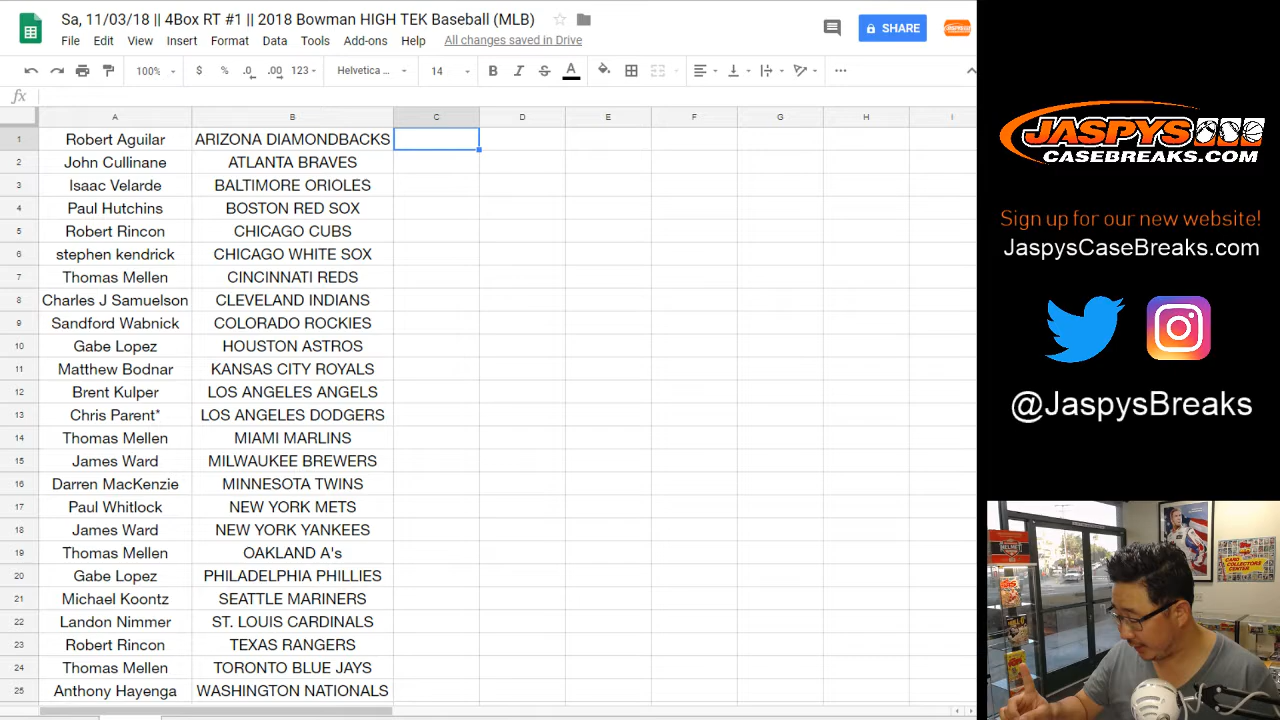 Sa, 11/03/18 || 4Box RT #1 || 2018 Bowman HIGH TEK Baseball (MLB)
File Edit View Insert Format Data Tools Add-ons Help All changes saved in Drive
SHARE
100% $ % .0 .00 123 Helvetica ... 14 B I S A
fx
A B C D E F G H I
1 Robert Aguilar ARIZONA DIAMONDBACKS
2 John Cullinane ATLANTA BRAVES
3 Isaac Velarde BALTIMORE ORIOLES
4 Paul Hutchins BOSTON RED SOX
5 Robert Rincon CHICAGO CUBS
6 stephen kendrick CHICAGO WHITE SOX
7 Thomas Mellen CINCINNATI REDS
8 Charles J Samuelson CLEVELAND INDIANS
9 Sandford Wabnick COLORADO ROCKIES
10 Gabe Lopez HOUSTON ASTROS
11 Matthew Bodnar KANSAS CITY ROYALS
12 Brent Kulper LOS ANGELES ANGELS
13 Chris Parent* LOS ANGELES DODGERS
14 Thomas Mellen MIAMI MARLINS
15 James Ward MILWAUKEE BREWERS
16 Darren MacKenzie MINNESOTA TWINS
17 Paul Whitlock NEW YORK METS
18 James Ward NEW YORK YANKEES
19 Thomas Mellen OAKLAND A's
20 Gabe Lopez PHILADELPHIA PHILLIES
21 Michael Koontz SEATTLE MARINERS
22 Landon Nimmer ST. LOUIS CARDINALS
23 Robert Rincon TEXAS RANGERS
24 Thomas Mellen TORONTO BLUE JAYS
25 Anthony Hayenga WASHINGTON NATIONALS
JASPYS
CASEBREAKS.COM
Sign up for our new website!
JaspysCaseBreaks.com
@JaspysBreaks
HELMET
CARD
COLLECTORS
CENTER